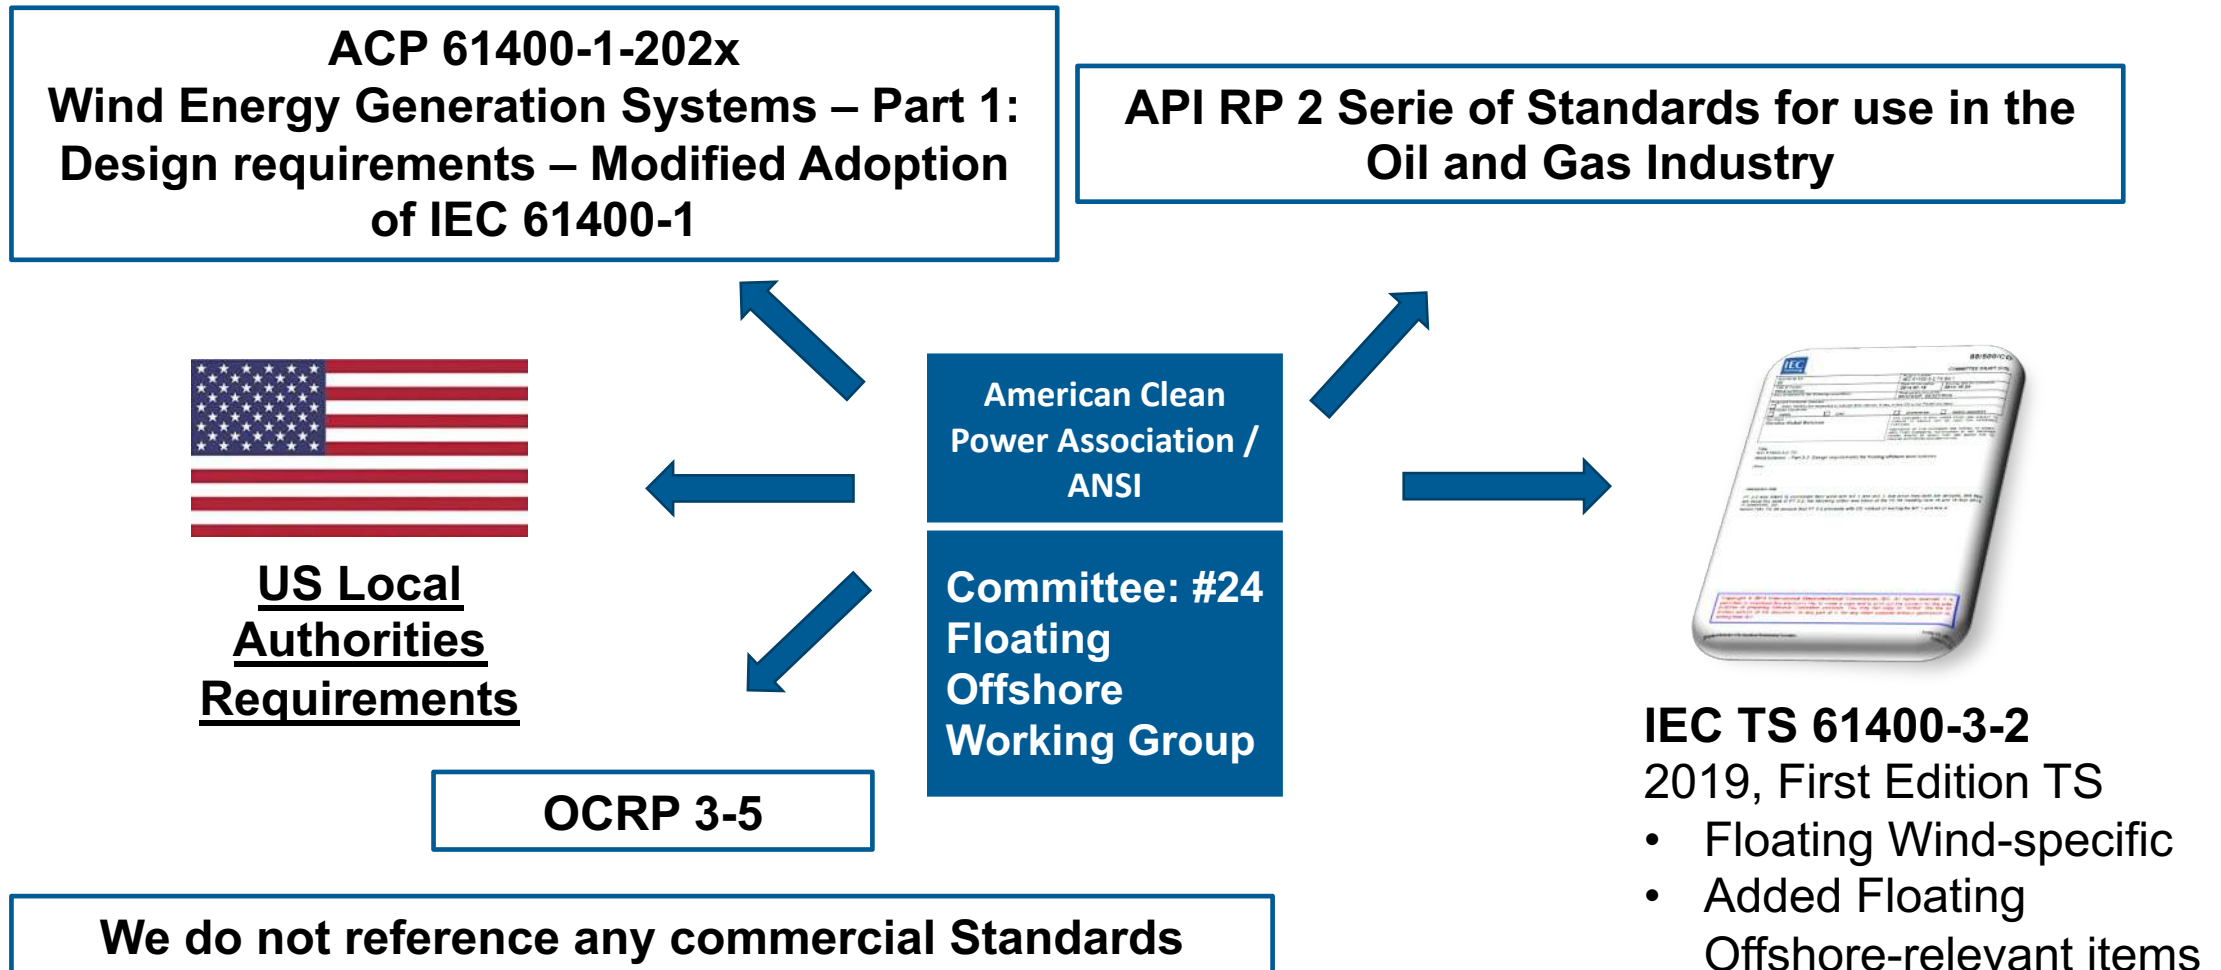 ACP 61400-1-202x
Wind Energy Generation Systems – Part 1:
Design requirements – Modified Adoption
of IEC 61400-1
API RP 2 Serie of Standards for use in the
Oil and Gas Industry
American Clean
Power Association /
ANSI
Committee: #24
Floating
Offshore
Working Group
US Local
Authorities
Requirements
OCRP 3-5
We do not reference any commercial Standards
IEC
IEC TS 61400-3-2
2019, First Edition TS
• Floating Wind-specific
• Added Floating
Offshore-relevant items